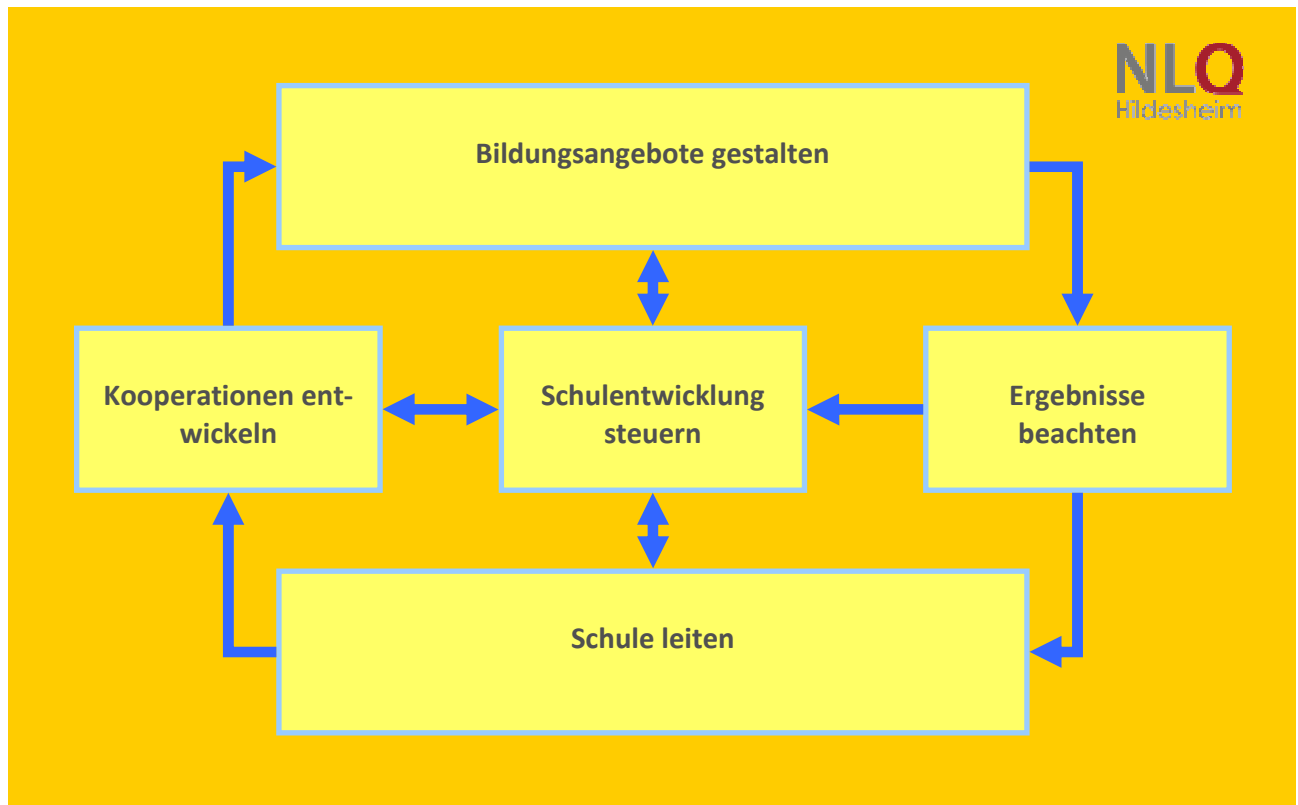 NLQ
Hildesheim
Bildungsangebote gestalten
Kooperationen ent-
wickeln
Schulentwicklung
steuern
Ergebnisse
beachten
Schule leiten